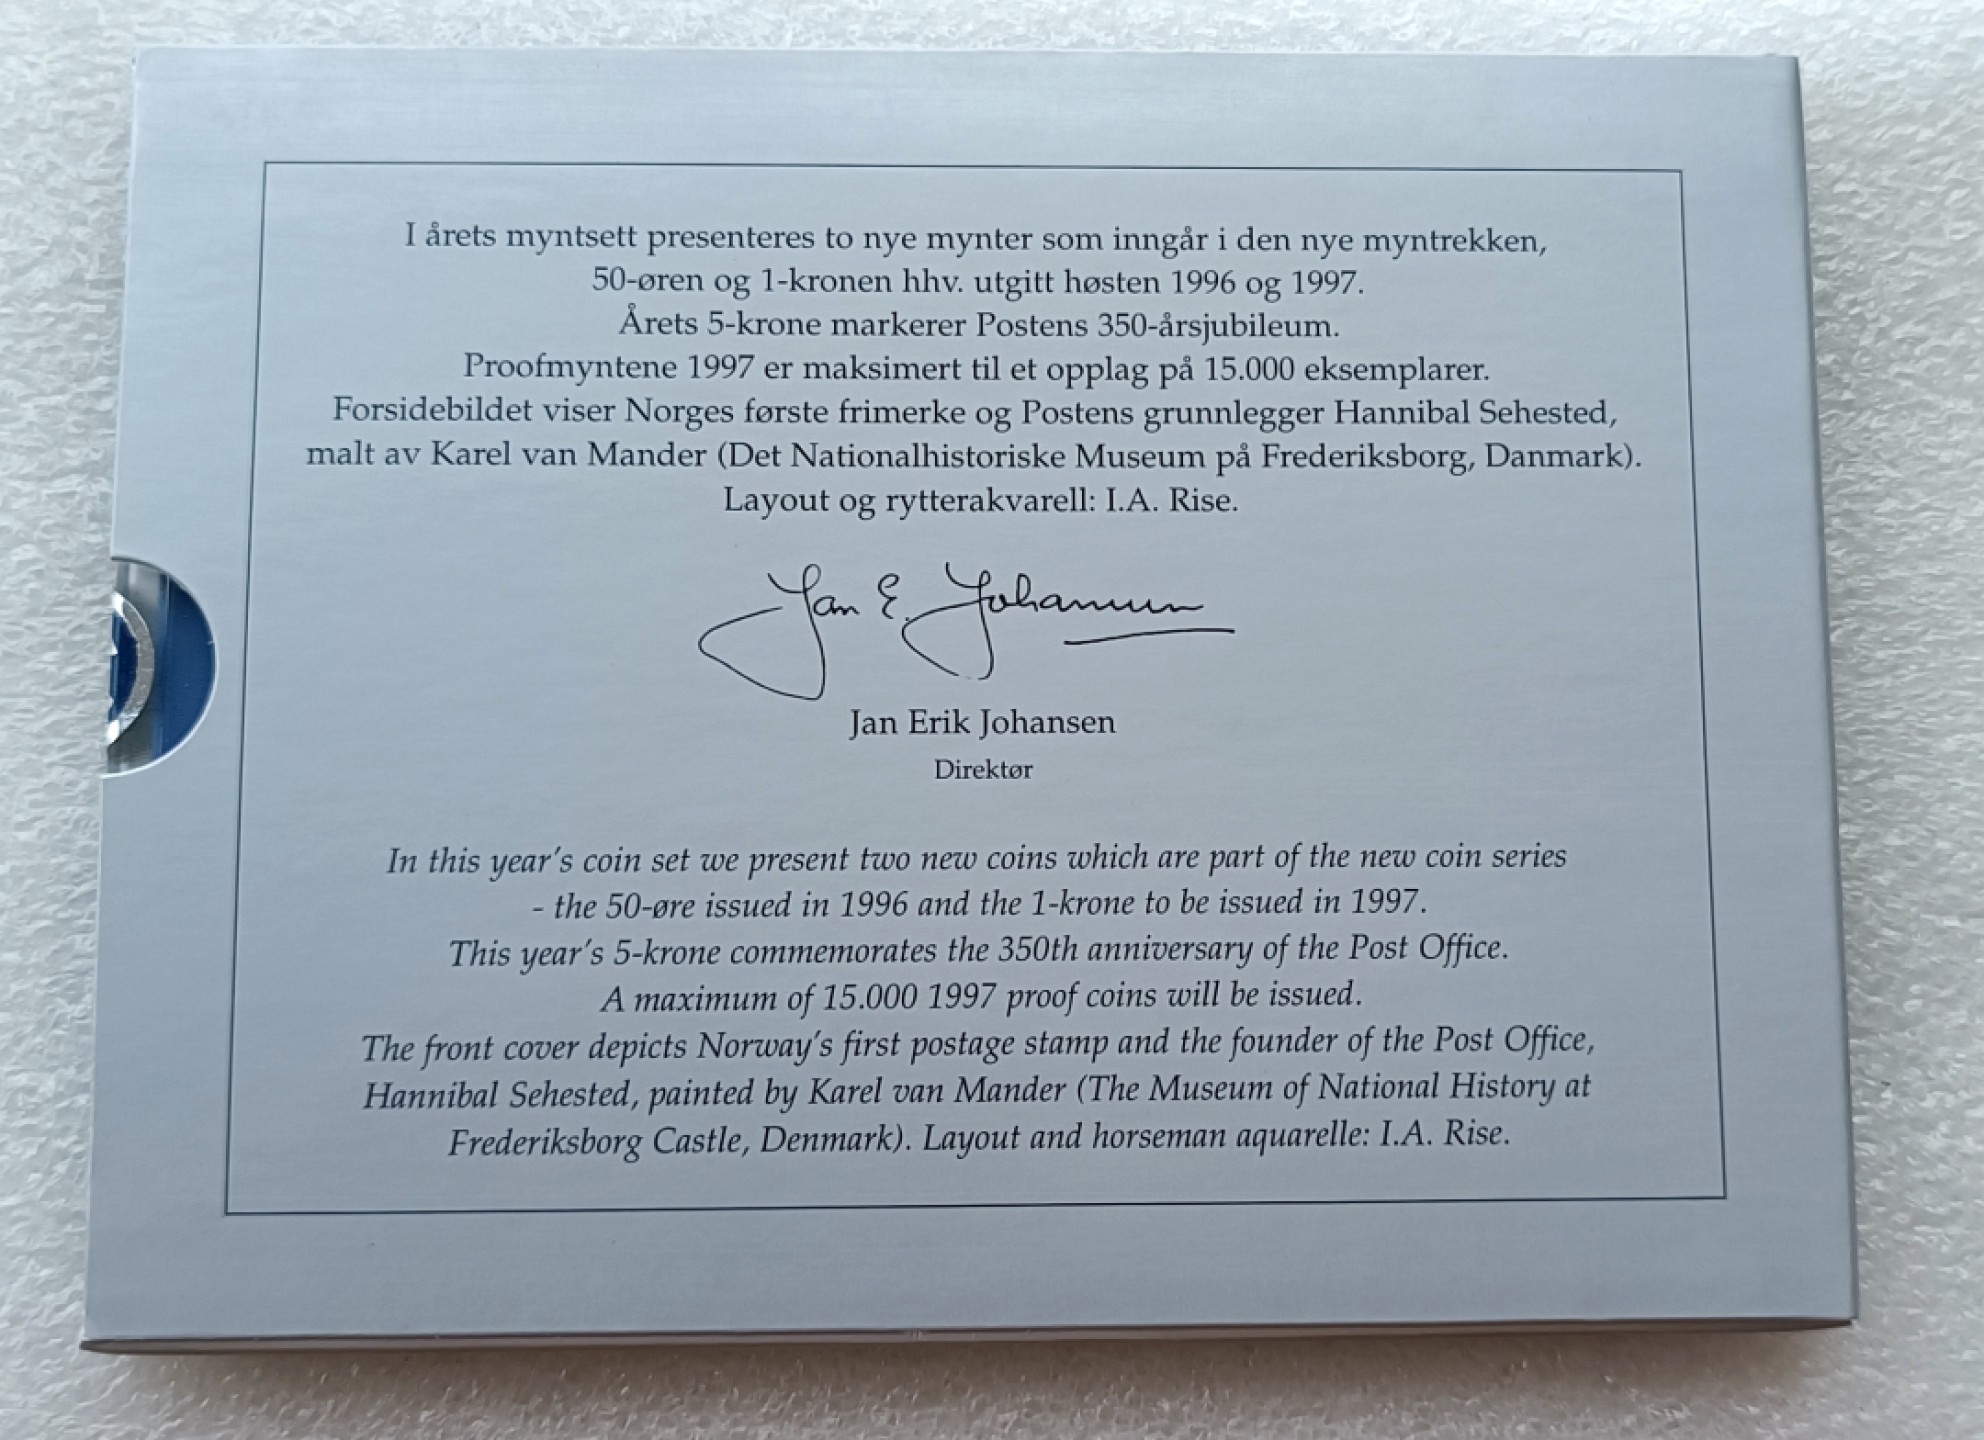 I årets myntsett presenteres to nye mynter som inngår i den nye myntrekken,
50-øren og 1-kronen hhv. utgitt høsten 1996 og 1997.
Årets 5-krone markerer Postens 350-årsjubileum.
Proofmyntene 1997 er maksimert til et opplag på 15.000 eksemplarer.
Forsidebildet viser Norges første frimerke og Postens grunnlegger Hannibal Sehested,
malt av Karel van Mander (Det Nationalhistoriske Museum på Frederiksborg, Danmark).
Layout og rytterakvarell: I.A. Rise.
Jan E. Johansen
Jan Erik Johansen
Direktør
In this year's coin set we present two new coins which are part of the new coin series
- the 50-øre issued in 1996 and the 1-krone to be issued in 1997.
This year's 5-krone commemorates the 350th anniversary of the Post Office.
A maximum of 15.000 1997 proof coins will be issued.
The front cover depicts Norway's first postage stamp and the founder of the Post Office,
Hannibal Sehested, painted by Karel van Mander (The Museum of National History at
Frederiksborg Castle, Denmark). Layout and horseman aquarelle: I.A. Rise.